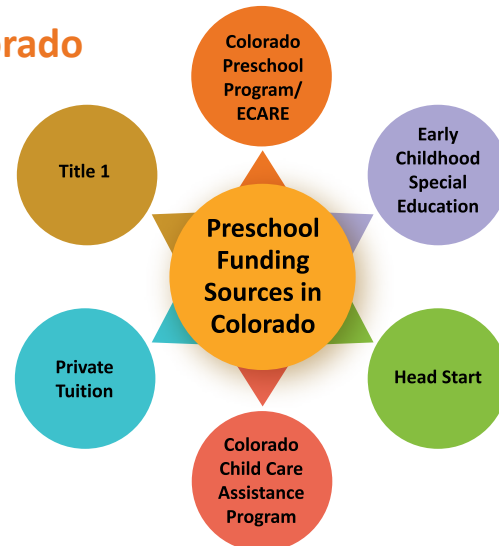 orado
Colorado
Preschool
Program/
ECARE
Early
Childhood
Special
Education
Title 1
Preschool
Funding
Sources in
Colorado
Private
Tuition
Head Start
Colorado
Child Care
Assistance
Program